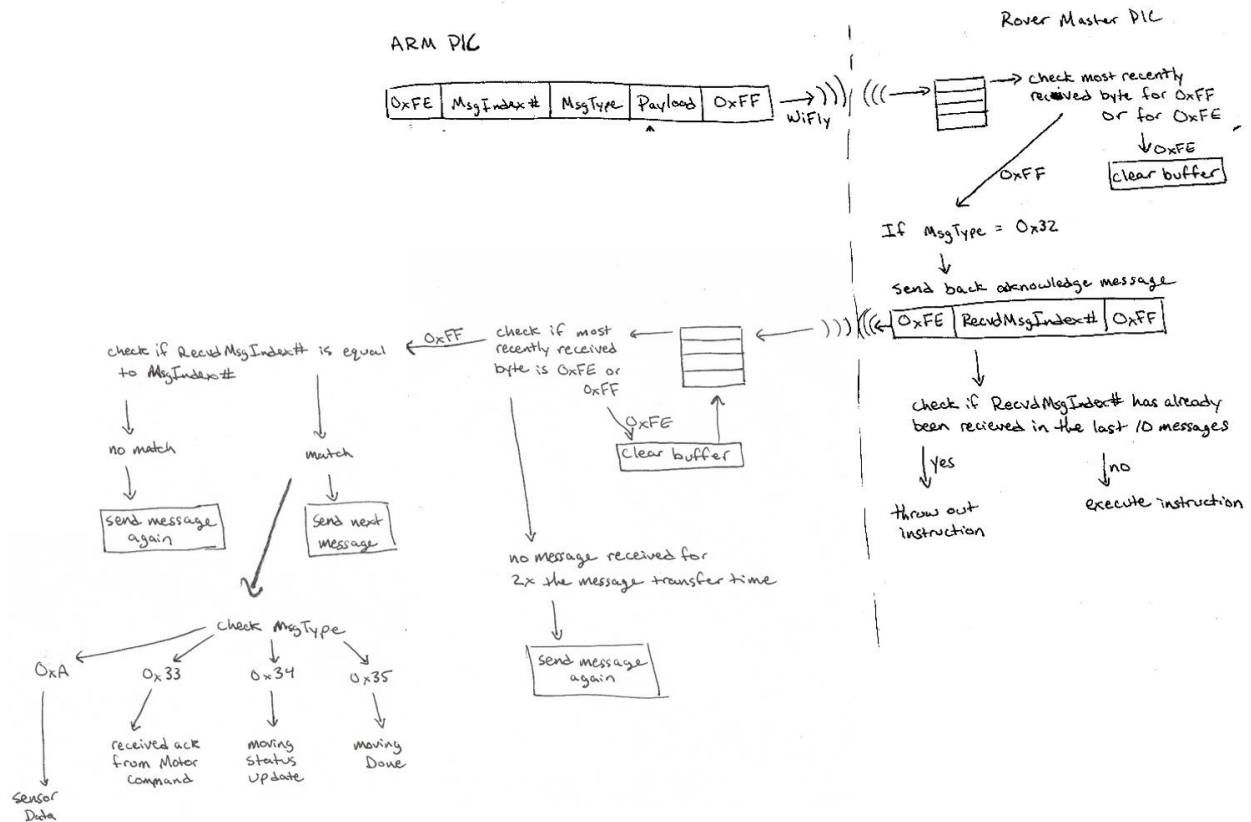 ARM PIC
Rover Master PIC
0xFE MsgIndex# MsgType Payload 0xFF
WiFly
check most recently
received byte for 0xFF
or for 0xFE
0xFE
clear buffer
0xFF
If MsgType = 0x32
send back acknowledge message
0xFE RecvdMsgIndex# 0xFF
check if RecvdMsgIndex# has already
been recieved in the last 10 messages
yes
throw out
instruction
no
execute instruction
check if most
recently received
byte is 0xFE or
0xFF
0xFE
clear buffer
0xFF
check if RecvdMsgIndex# is equal
to MsgIndex#
no match
send message
again
match
send next
message
no message received for
2x the message transfer time
send message
again
check MsgType
0xA
0x33
0x34
0x35
sensor
Data
received ack
from Motor
Command
moving
status
update
moving
Done